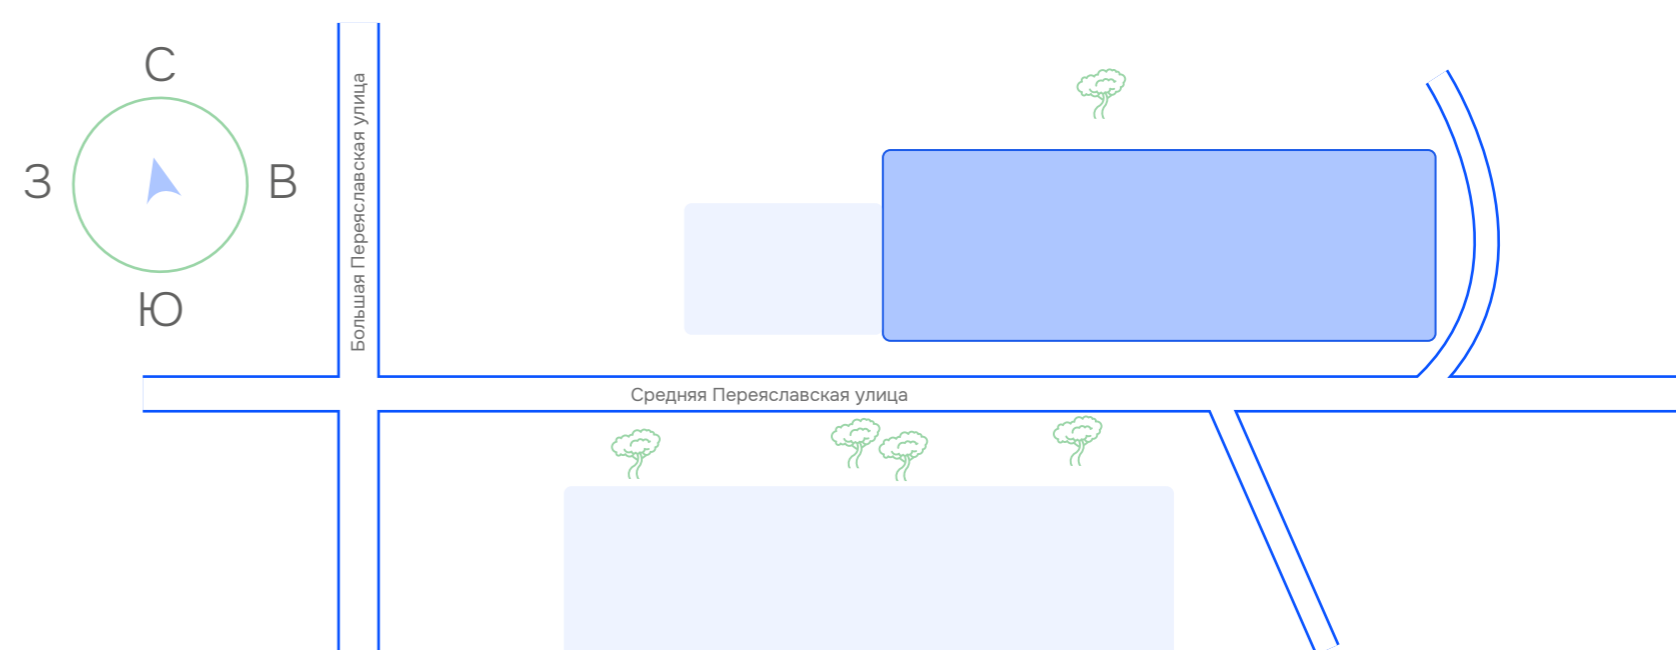 С
З
В
Ю
Большая Переяславская улица
Средняя Переяславская улица